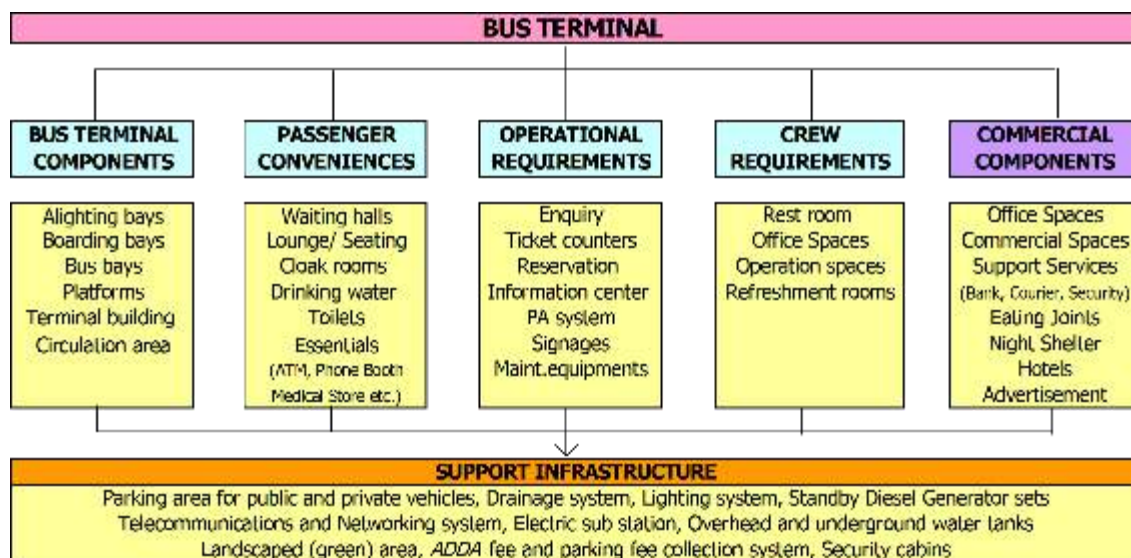 BUS TERMINAL
BUS TERMINAL
COMPONENTS
Alighting bays
Boarding bays
Bus bays
Platforms
Terminal building
Circulation area
PASSENGER
CONVENIENCES
Waiting halls
Lounge/ Seating
Cloak rooms
Drinking water
Toilets
Essentials
(ATM, Phone Booth
Medical Store etc.)
OPERATIONAL
REQUIREMENTS
Enquiry
Ticket counters
Reservation
Information center
PA system
Signages
Maint.equipments
CREW
REQUIREMENTS
Rest room
Office Spaces
Operation spaces
Refreshment rooms
COMMERCIAL
COMPONENTS
Office Spaces
Commercial Spaces
Support Services
(Bank, Courier, Security)
Eating Joints
Night Shelter
Hotels
Advertisement
SUPPORT INFRASTRUCTURE
Parking area for public and private vehicles, Drainage system, Lighting system, Standby Diesel Generator sets
Telecommunications and Networking system, Electric sub station, Overhead and underground water tanks
Landscaped (green) area, ADDA fee and parking fee collection system, Security cabins